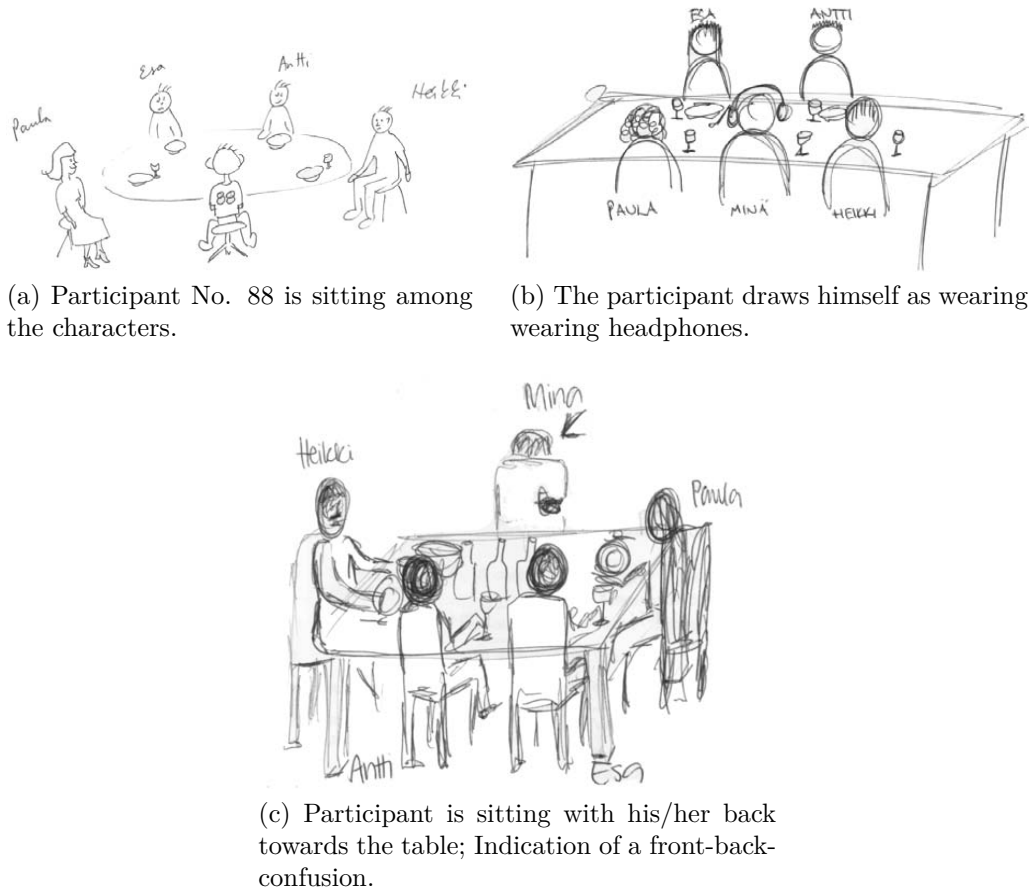 Paula
Esa
Antti
Heikki
88
ESA
ANTTI
PAULA
MINÄ
HEIKKI
(a) Participant No. 88 is sitting among
the characters.
(b) The participant draws himself as wearing
wearing headphones.
Minä
Heikki
Paula
Antti
Esa
(c) Participant is sitting with his/her back
towards the table; Indication of a front-back-
confusion.